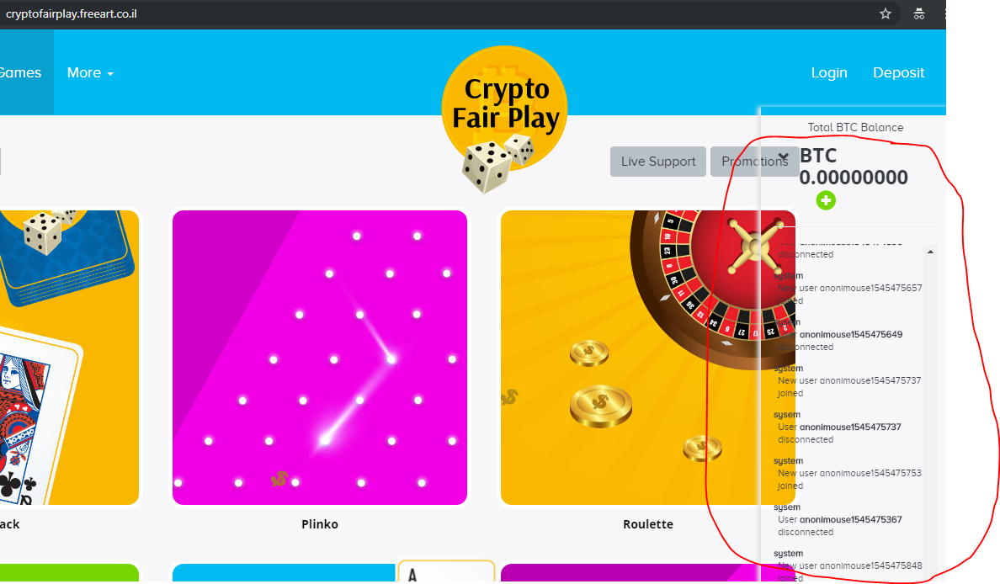 cryptofairplay.freeart.co.il
Games
More
Crypto
Fair Play
Login
Deposit
Total BTC Balance
Live Support
Promotions
BTC
0.00000000
disconnected
system
New user anonimouse1545475657
joined
sysem
User anonimouse1545475649
disconnected
system
New user anonimouse1545475737
joined
sysem
User anonimouse1545475737
disconnected
system
New user anonimouse1545475753
joined
sysem
User anonimouse1545475367
disconnected
system
New user anonimouse1545475848
joined
ack
Plinko
Roulette
A